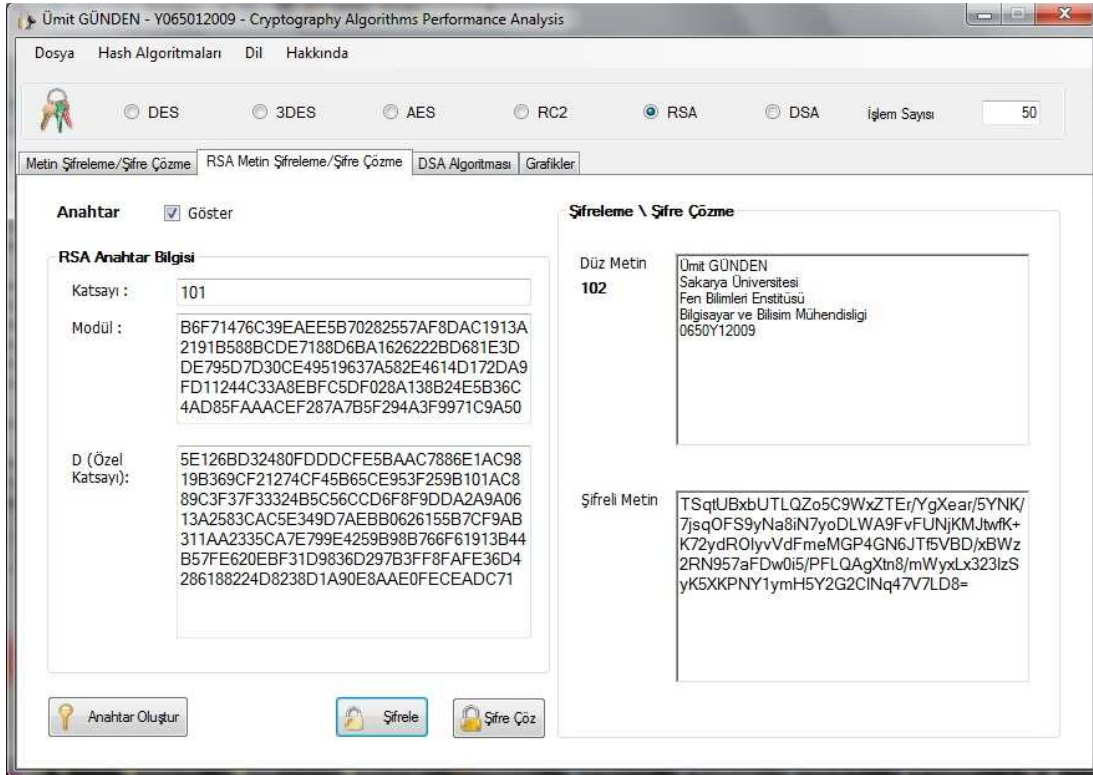 Ümit GÜNDEN - Y065012009 - Cryptography Algorithms Performance Analysis
Dosya Hash Algoritmaları Dil Hakkında
DES 3DES AES RC2 RSA DSA İşlem Sayısı 50
Metin Şifreleme/Şifre Çözme RSA Metin Şifreleme/Şifre Çözme DSA Algoritması Grafikler
Anahtar Göster
RSA Anahtar Bilgisi
Katsayı : 101
Modül : B6F71476C39EAEE5B70282557AF8DAC1913A
2191B588BCDE7188D6BA1626222BD681E3D
DE795D7D30CE49519637A582E4614D172DA9
FD11244C33A8EBFC5DF028A138B24E5B36C
4AD85FAAACEF287A7B5F294A3F9971C9A50
D (Özel
Katsayı):
5E126BD32480FDDDCFE5BAAC7886E1AC98
19B369CF21274CF45B65CE953F259B101AC8
89C3F37F33324B5C56CCD6F8F9DDA2A9A06
13A2583CAC5E349D7AEBB0626155B7CF9AB
311AA2335CA7E799E4259B98B766F61913B44
B57FE620EBF31D9836D297B3FF8FAFE36D4
286188224D8238D1A90E8AAE0FECEADC71
Anahtar Oluştur Şifrele Şifre Çöz
Şifreleme \ Şifre Çözme
Düz Metin
102
Ümit GÜNDEN
Sakarya Üniversitesi
Fen Bilimleri Enstitüsü
Bilgisayar ve Bilisim Mühendisligi
0650Y12009
Şifreli Metin
TSqtUBxbUTLQZo5C9WxZTEr/YgXear/5YNK/
7jsqOFS9yNa8iN7yoDLWA9FvFUNjKMJtwfK+
K72ydROIyvVdFmeMGP4GN6JTf5VBD/xBWz
2RN957aFDw0i5/PFLQAgXtn8/mWyxLx323IzS
yK5XKPNY1ymH5Y2G2CINq47V7LD8=